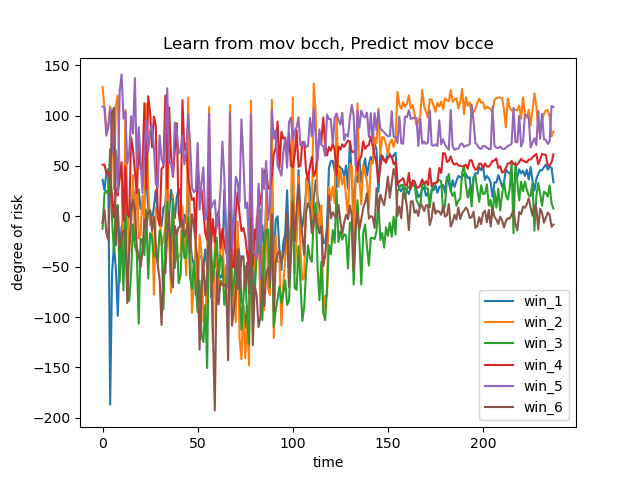 Learn from mov bcch, Predict mov bcce
degree of risk
150
100
50
0
−50
−100
−150
−200
0 50 100 150 200
time
win_1
win_2
win_3
win_4
win_5
win_6